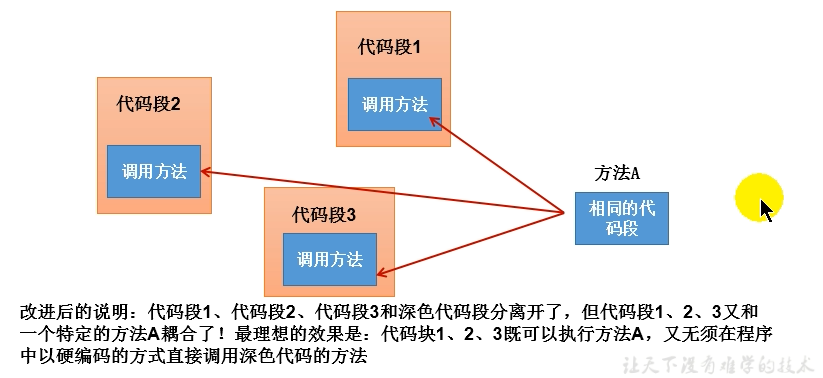 代码段1
调用方法
代码段2
调用方法
方法A
相同的代
码段
代码段3
调用方法
改进后的说明：代码段1、代码段2、代码段3和深色代码段分离开了，但代码段1、2、3又和
一个特定的方法A耦合了！最理想的效果是：代码块1、2、3既可以执行方法A，又无须在程序
中以硬编码的方式直接调用深色代码的方法
让天下没有难学的技术